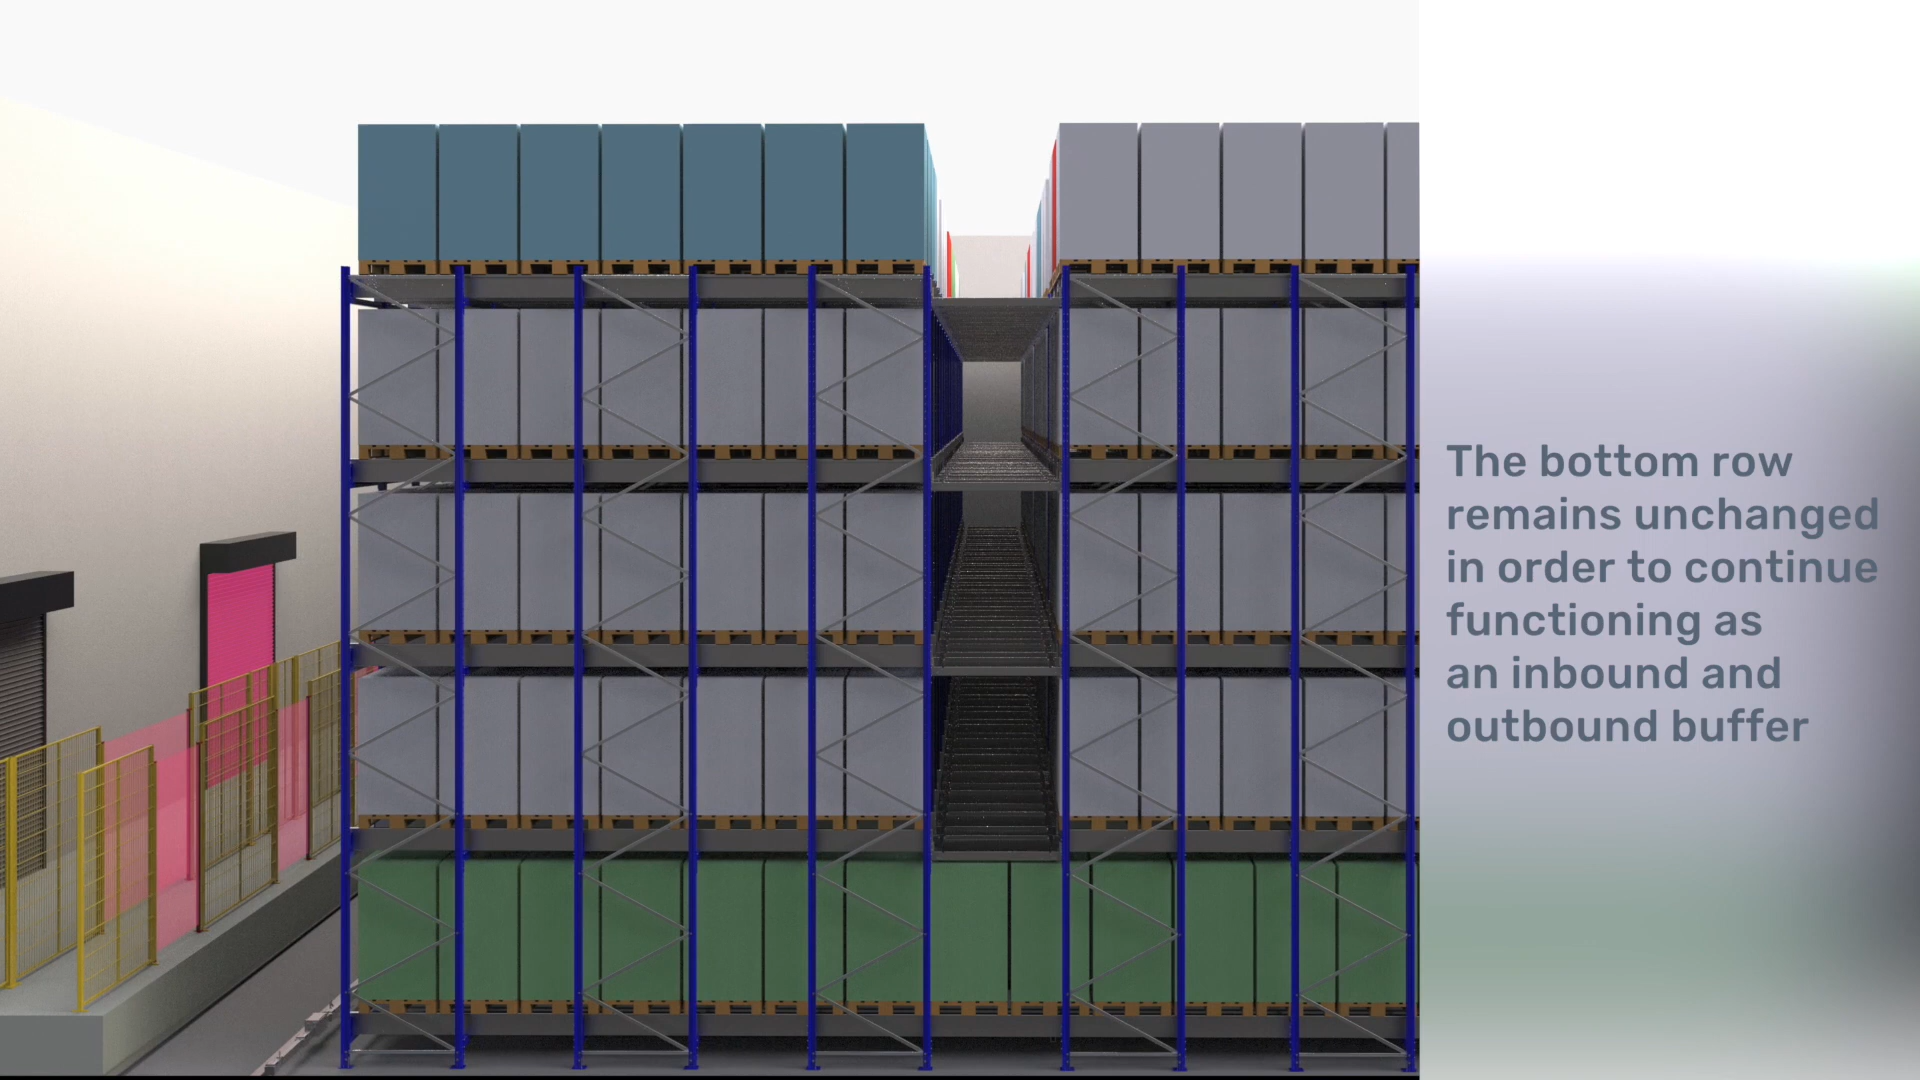 The bottom row
remains unchanged
in order to continue
functioning as
an inbound and
outbound buffer